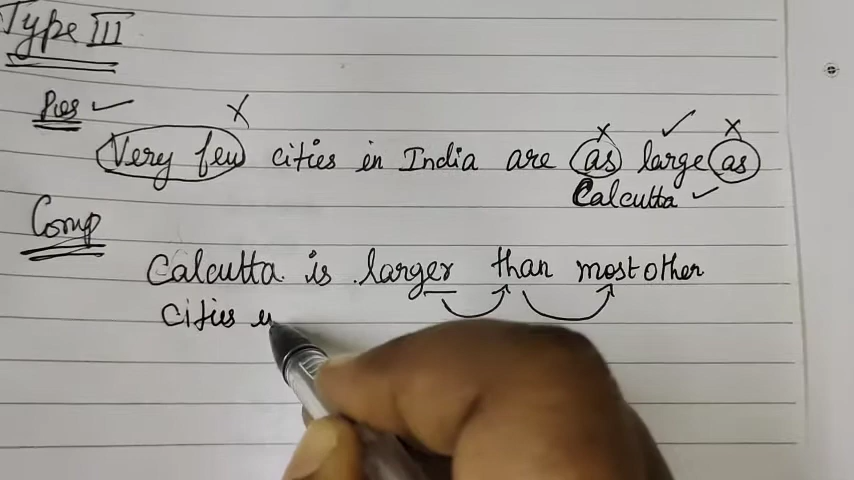 Type III
Pos
Very few cities in India are as large as
Calcutta
Comp
Calcutta is larger than most other
cities